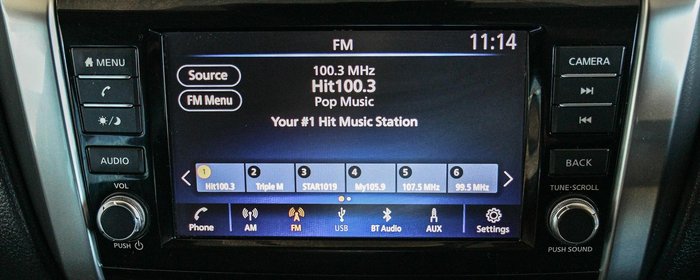 FM
11:14
MENU
CAMERA
Source
100.3 MHz
Hit100.3
FM Menu
Pop Music
Your #1 Hit Music Station
AUDIO
BACK
1 2 3 4 5 6
Hit100.3 Triple M STAR1019 My105.9 107.5 MHz 99.5 MHz
VOL
TUNE·SCROLL
Phone AM FM USB BT Audio AUX Settings
PUSH
PUSH SOUND